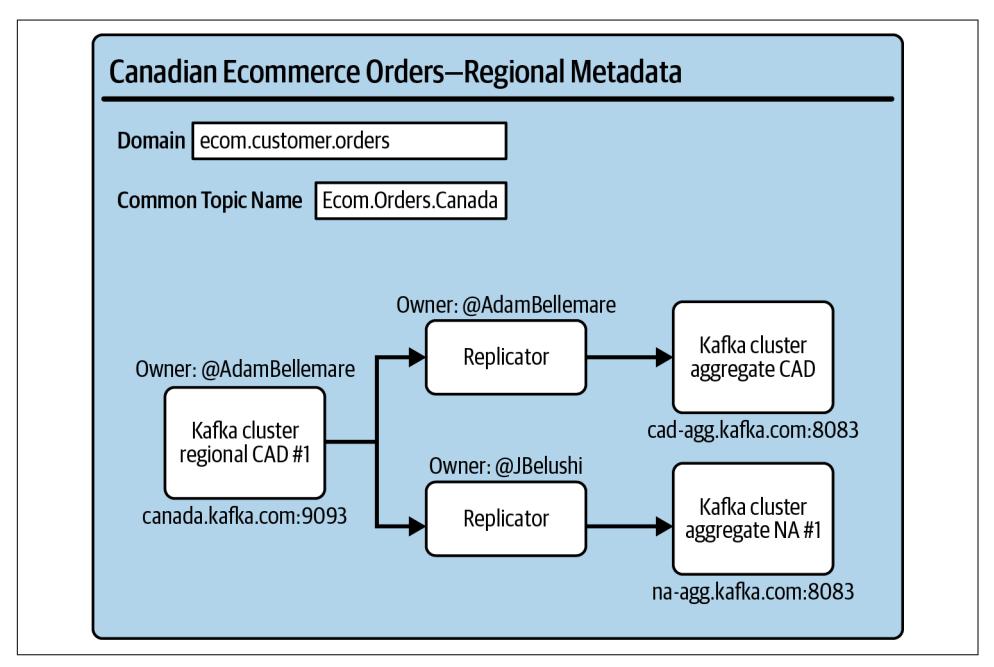 Canadian Ecommerce Orders—Regional Metadata
Domain ecom.customer.orders
Common Topic Name Ecom.Orders.Canada
Owner: @AdamBellemare
Kafka cluster
regional CAD #1
canada.kafka.com:9093
Owner: @AdamBellemare
Replicator
Kafka cluster
aggregate CAD
cad-agg.kafka.com:8083
Owner: @JBelushi
Replicator
Kafka cluster
aggregate NA #1
na-agg.kafka.com:8083